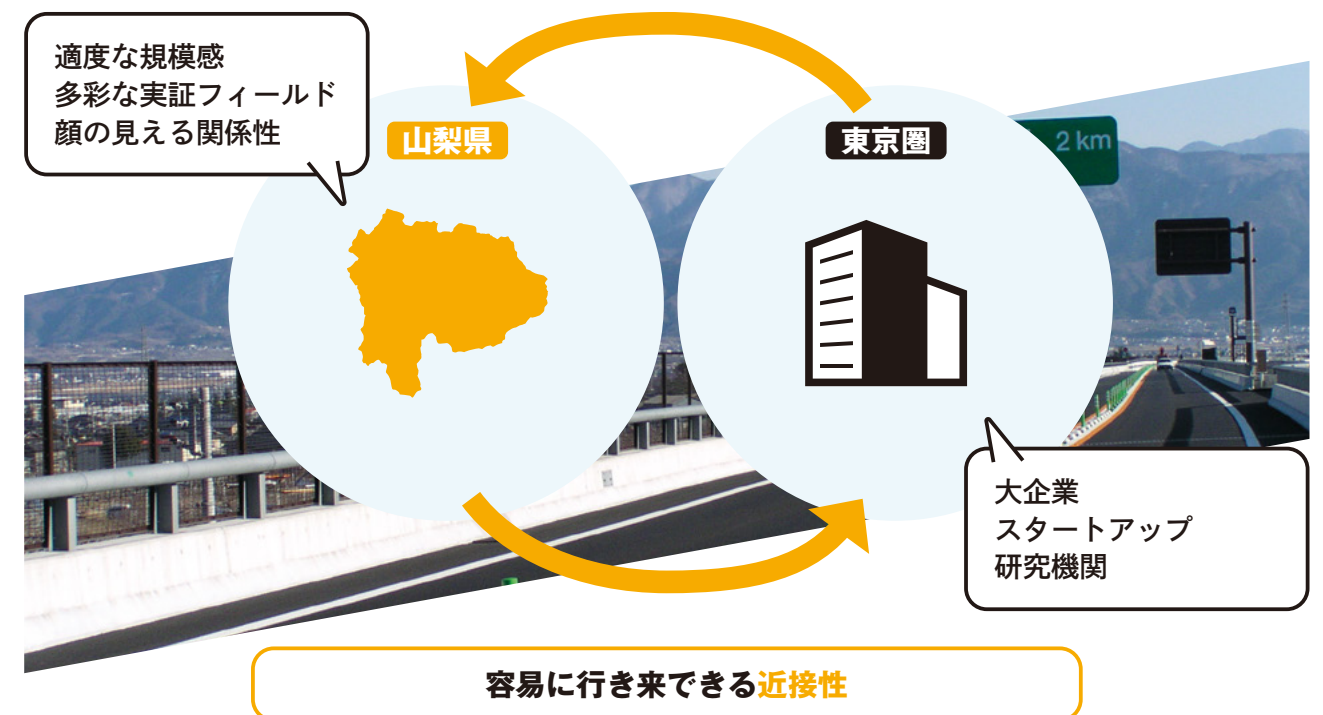 適度な規模感
多彩な実証フィールド
顔の見える関係性
山梨県
東京圏
2 km
大企業
スタートアップ
研究機関
容易に行き来できる近接性